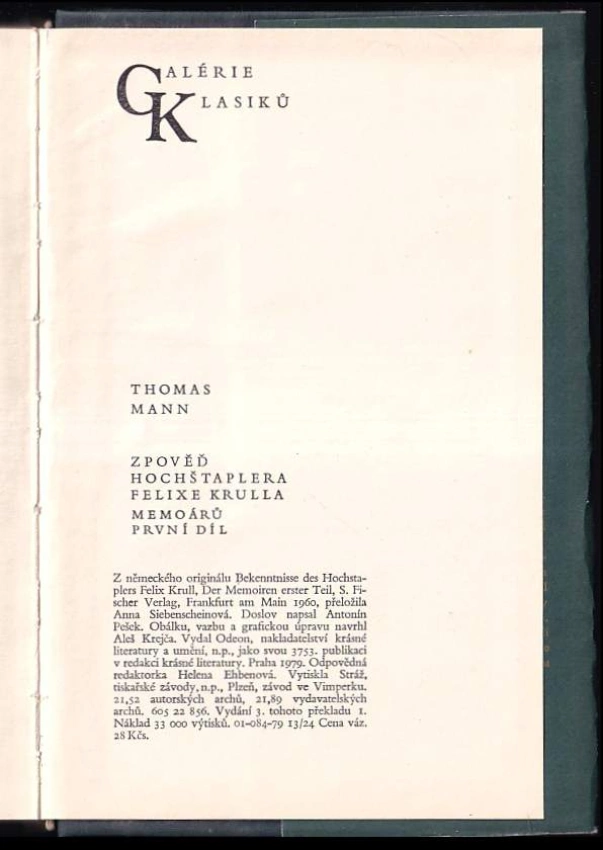 GALÉRIE
KLASIKŮ
THOMAS
MANN
ZPOVĚĎ
HOCHŠTAPLERA
FELIXE KRULLA
MEMOÁRŮ
PRVNÍ DÍL
Z německého originálu Bekenntnisse des Hochsta-
plers Felix Krull, Der Memoiren erster Teil, S. Fi-
scher Verlag, Frankfurt am Main 1960, přeložila
Anna Siebenscheinová. Doslov napsal Antonín
Pešek. Obálku, vazbu a grafickou úpravu navrhl
Aleš Krejča. Vydal Odeon, nakladatelství krásné
literatury a umění, n.p., jako svou 3753. publikaci
v redakci krásné literatury. Praha 1979. Odpovědná
redaktorka Helena Ebbenová. Vytiskla Stráž,
tiskařské závody, n.p., Plzeň, závod ve Vimperku.
21,52 autorských archů, 21,89 vydavatelských
archů. 605 22 856. Vydání 3. tohoto překladu 1.
Náklad 33 000 výtisků. 01-084-79 13/24 Cena váz.
28 Kčs.